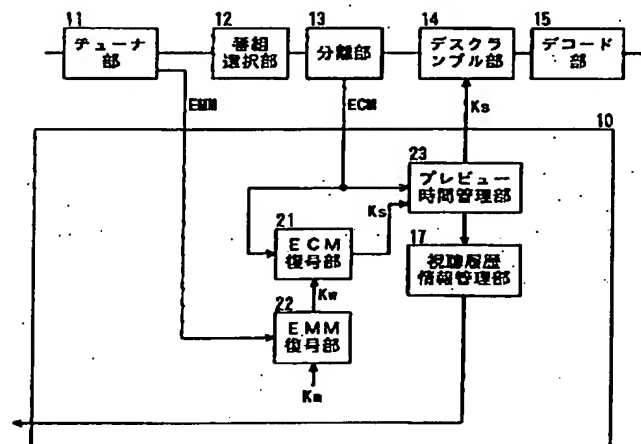 11
チューナ
部
12
番組
選択部
13
分離部
14
デスクラ
ンブル部
15
デコード
部
EMM
ECM
Ks
10
23
プレビュー
時間管理部
Ks
21
ECM
復号部
17
視聴履歴
情報管理部
Kw
22
EMM
復号部
Km